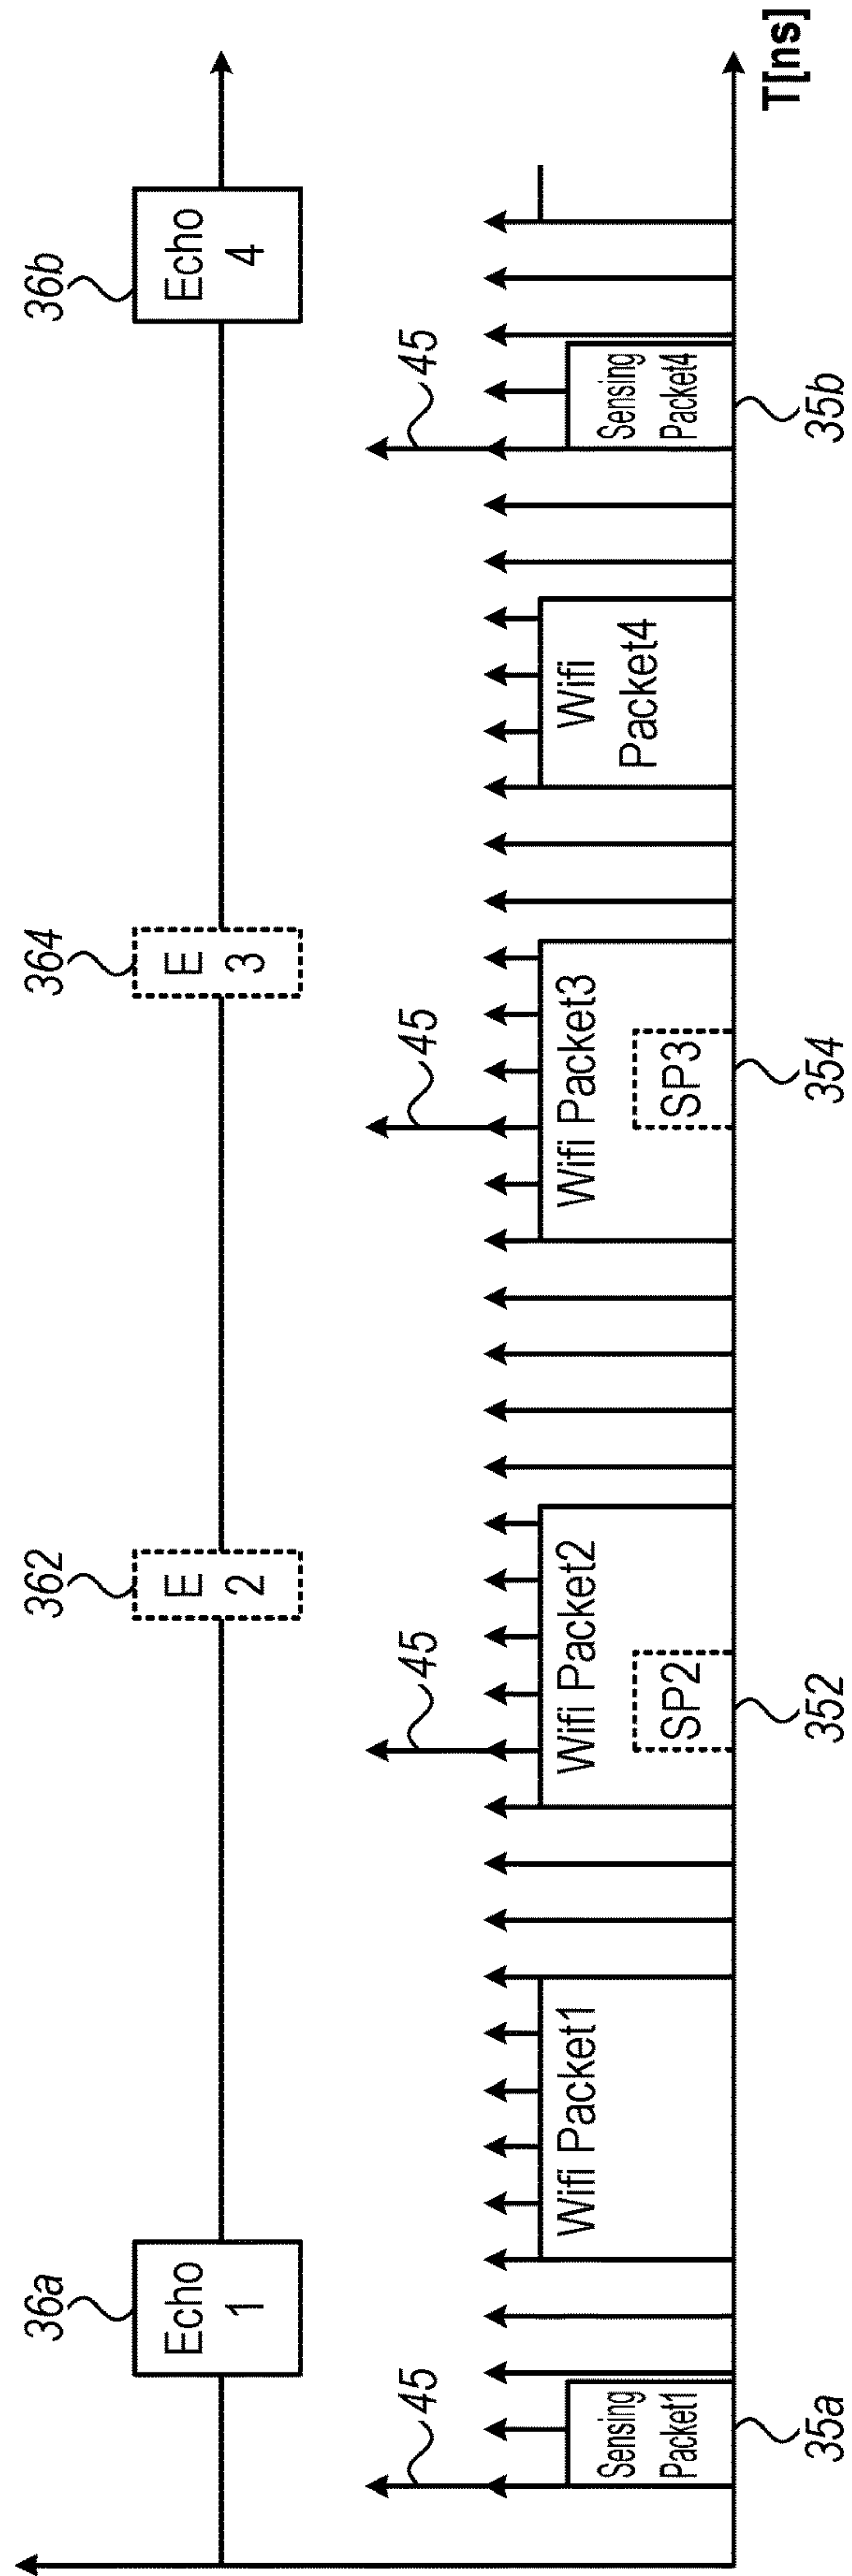 36a
362
364
36b
Echo
1
E
2
E
3
Echo
4
45
45
45
45
Sensing
Packet1
Wifi Packet1
Wifi Packet2
SP2
Wifi Packet3
SP3
Wifi
Packet4
Sensing
Packet4
35a
352
354
35b
T[ns]